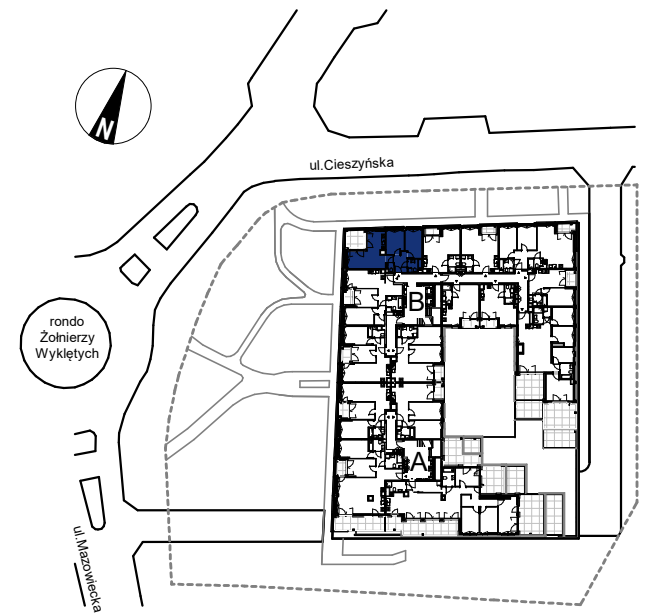 N
ul.Cieszyńska
rondo
Żołnierzy
Wyklętych
B
A
ul.Mazowiecka